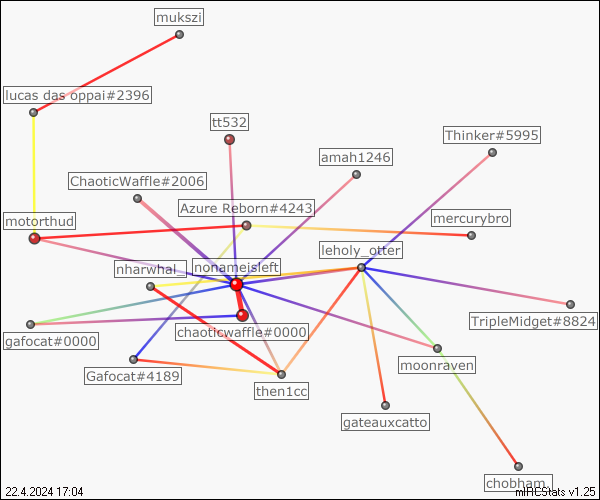 mukszi
lucas das oppai#2396
tt532
Thinker#5995
amah1246
ChaoticWaffle#2006
Azure Reborn#4243
motorthud
mercurybro
leholy_otter
nharwhal_
nonameisleft
TripleMidget#8824
chaoticwaffle#0000
gafocat#0000
moonraven
Gafocat#4189
then1cc
gateauxcatto
chobham_
22.4.2024 17:04
mIRCStats v1.25